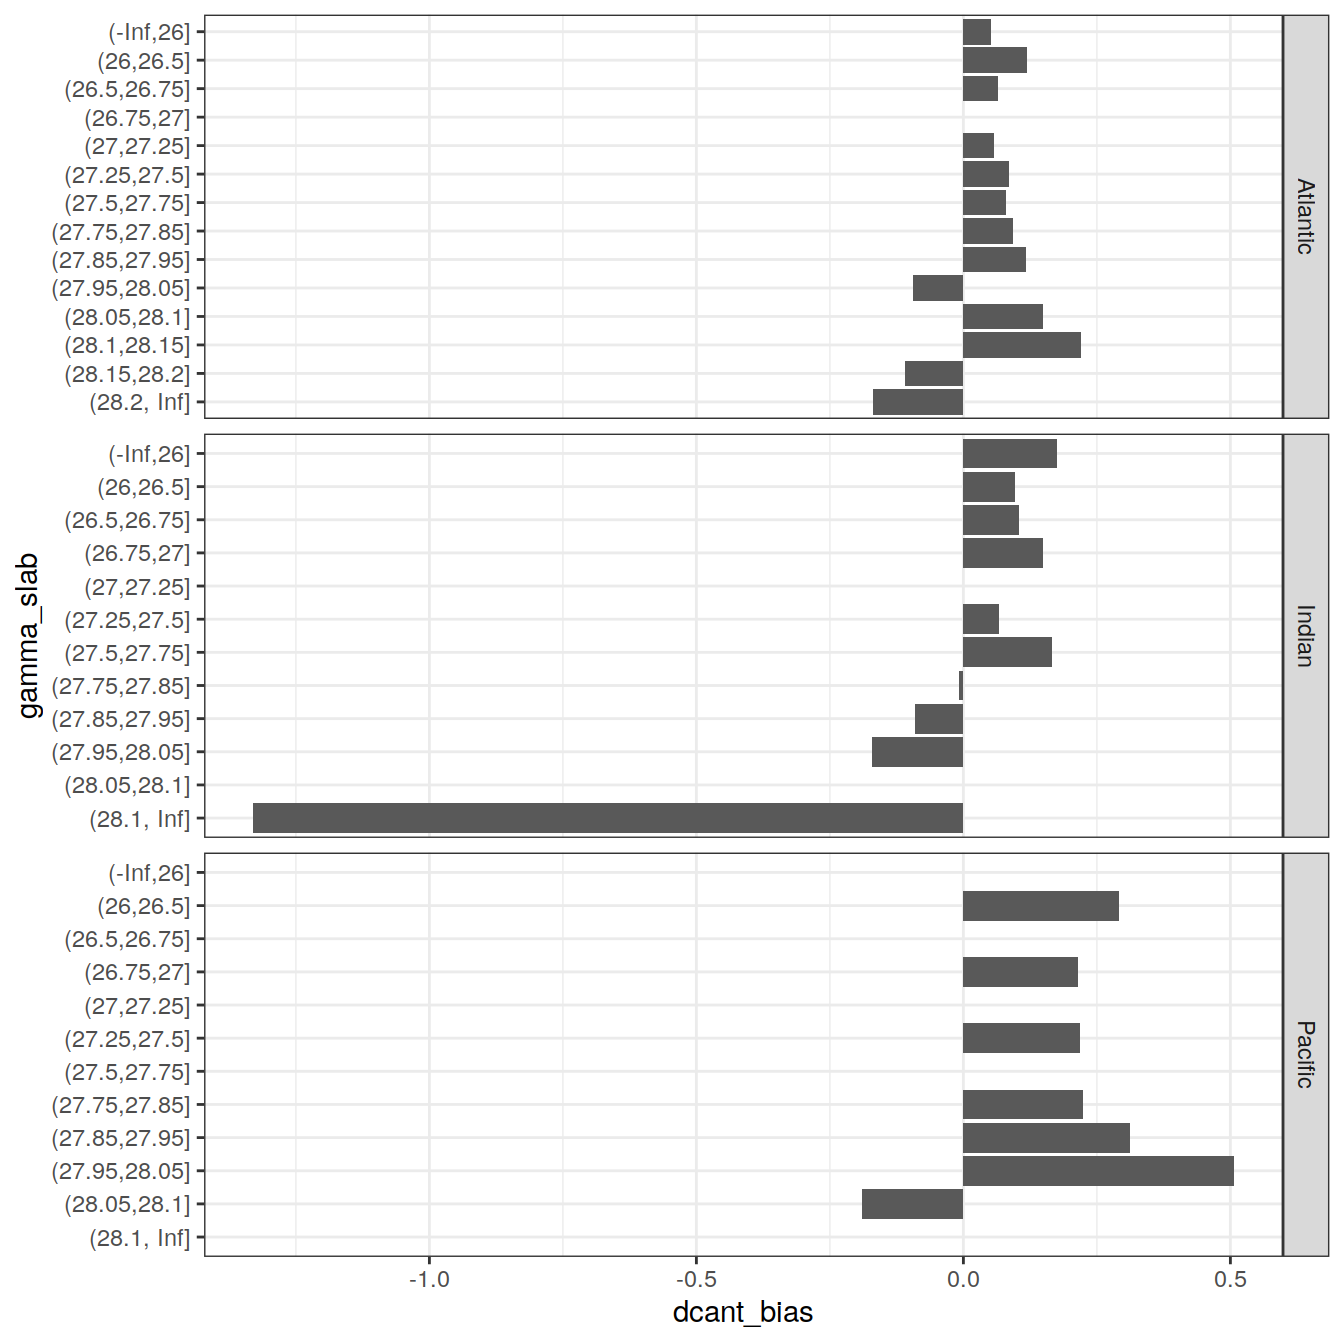 (-Inf,26]
(26,26.5]
(26.5,26.75]
(26.75,27]
(27,27.25]
(27.25,27.5]
(27.5,27.75]
(27.75,27.85]
(27.85,27.95]
(27.95,28.05]
(28.05,28.1]
(28.1,28.15]
(28.15,28.2]
(28.2, Inf]
Atlantic
(-Inf,26]
(26,26.5]
(26.5,26.75]
(26.75,27]
(27,27.25]
(27.25,27.5]
(27.5,27.75]
(27.75,27.85]
(27.85,27.95]
(27.95,28.05]
(28.05,28.1]
(28.1, Inf]
Indian
gamma_slab
(-Inf,26]
(26,26.5]
(26.5,26.75]
(26.75,27]
(27,27.25]
(27.25,27.5]
(27.5,27.75]
(27.75,27.85]
(27.85,27.95]
(27.95,28.05]
(28.05,28.1]
(28.1, Inf]
Pacific
-1.0 -0.5 0.0 0.5
dcant_bias